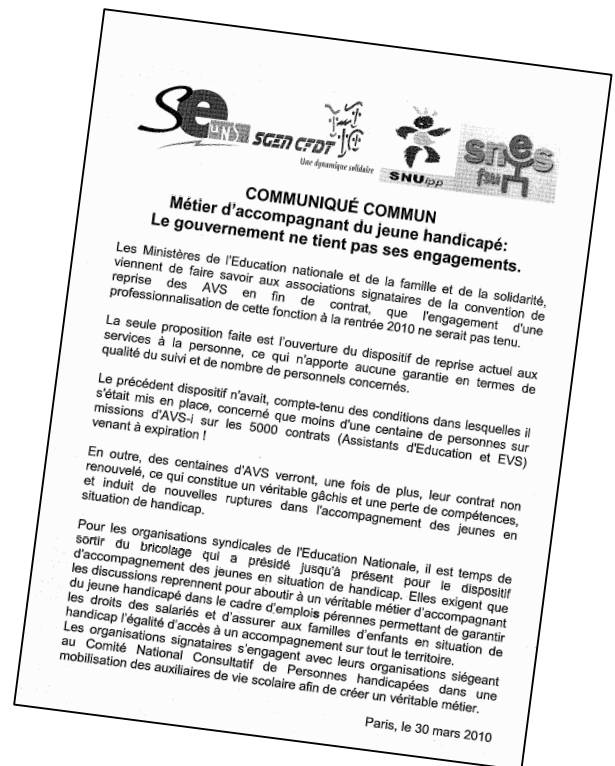 Se UNS
SGEN CFDT
Une dynamique solidaire
SNUipp
snes
fsu
COMMUNIQUÉ COMMUN
Métier d'accompagnant du jeune handicapé:
Le gouvernement ne tient pas ses engagements.
Les Ministères de l'Education nationale et de la famille et de la solidarité,
viennent de faire savoir aux associations signataires de la convention de
reprise des AVS en fin de contrat, que l'engagement d'une
professionnalisation de cette fonction à la rentrée 2010 ne serait pas tenu.
La seule proposition faite est l'ouverture du dispositif de reprise actuel aux
services à la personne, ce qui n'apporte aucune garantie en termes de
qualité du suivi et de nombre de personnels concernés.
Le précédent dispositif n'avait, compte-tenu des conditions dans lesquelles il
s'était mis en place, concerné que moins d'une centaine de personnes sur
missions d'AVS-i sur les 5000 contrats (Assistants d'Education et EVS)
venant à expiration !
En outre, des centaines d'AVS verront, une fois de plus, leur contrat non
renouvelé, ce qui constitue un véritable gâchis et une perte de compétences,
et induit de nouvelles ruptures dans l'accompagnement des jeunes en
situation de handicap.
Pour les organisations syndicales de l'Education Nationale, il est temps de
sortir du bricolage qui a présidé jusqu'à présent pour le dispositif
d'accompagnement des jeunes en situation de handicap. Elles exigent que
les discussions reprennent pour aboutir à un véritable métier d'accompagnant
du jeune handicapé dans le cadre d'emplois pérennes permettant de garantir
les droits des salariés et d'assurer aux familles d'enfants en situation de
handicap l'égalité d'accès à un accompagnement sur tout le territoire.
Les organisations signataires s'engagent avec leurs organisations siégeant
au Comité National Consultatif de Personnes handicapées dans une
mobilisation des auxiliaires de vie scolaire afin de créer un véritable métier.
Paris, le 30 mars 2010